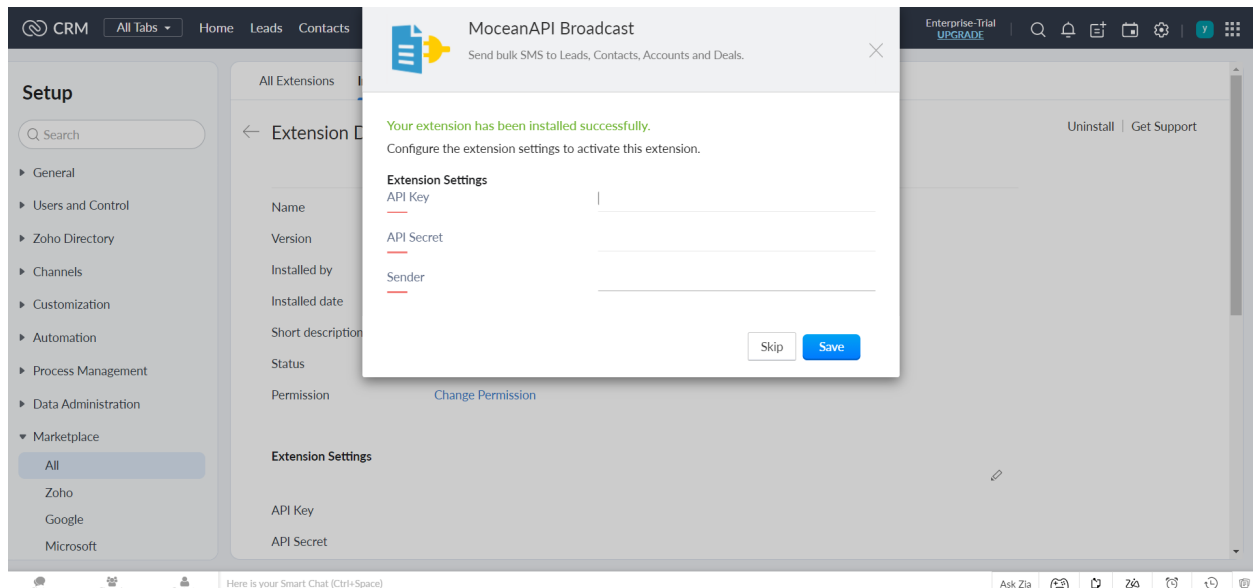 CRM
All Tabs
Home Leads Contacts
MoceanAPI Broadcast
Send bulk SMS to Leads, Contacts, Accounts and Deals.
Enterprise-Trial
UPGRADE
y
Setup
Search
General
Users and Control
Zoho Directory
Channels
Customization
Automation
Process Management
Data Administration
Marketplace
All
Zoho
Google
Microsoft
All Extensions
Extension D
Uninstall | Get Support
Your extension has been installed successfully.
Configure the extension settings to activate this extension.
Extension Settings
API Key
API Secret
Sender
Skip
Save
Name
Version
Installed by
Installed date
Short description
Status
Permission Change Permission
Extension Settings
API Key
API Secret
Here is your Smart Chat (Ctrl+Space)
Ask Zia